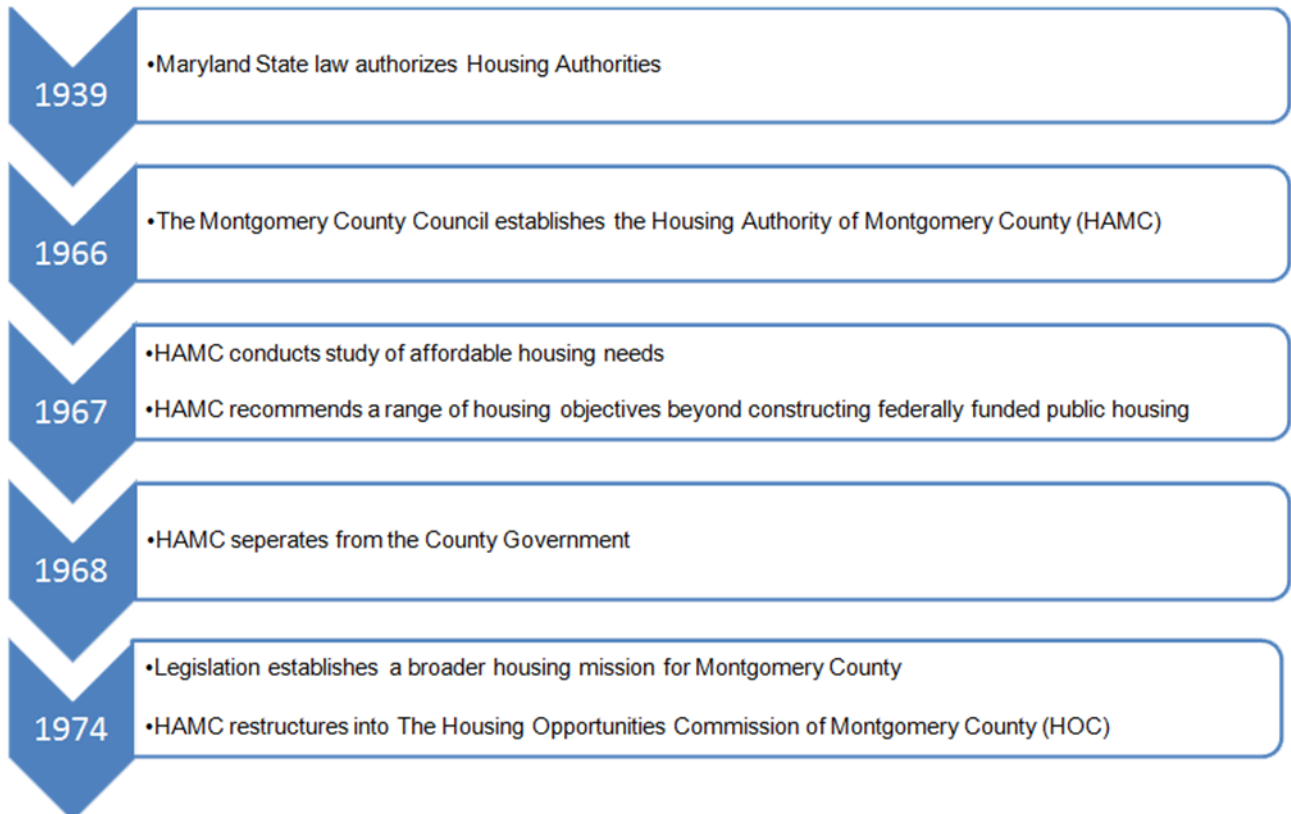 1939
•Maryland State law authorizes Housing Authorities
1966
•The Montgomery County Council establishes the Housing Authority of Montgomery County (HAMC)
1967
•HAMC conducts study of affordable housing needs
•HAMC recommends a range of housing objectives beyond constructing federally funded public housing
1968
•HAMC seperates from the County Government
1974
•Legislation establishes a broader housing mission for Montgomery County
•HAMC restructures into The Housing Opportunities Commission of Montgomery County (HOC)